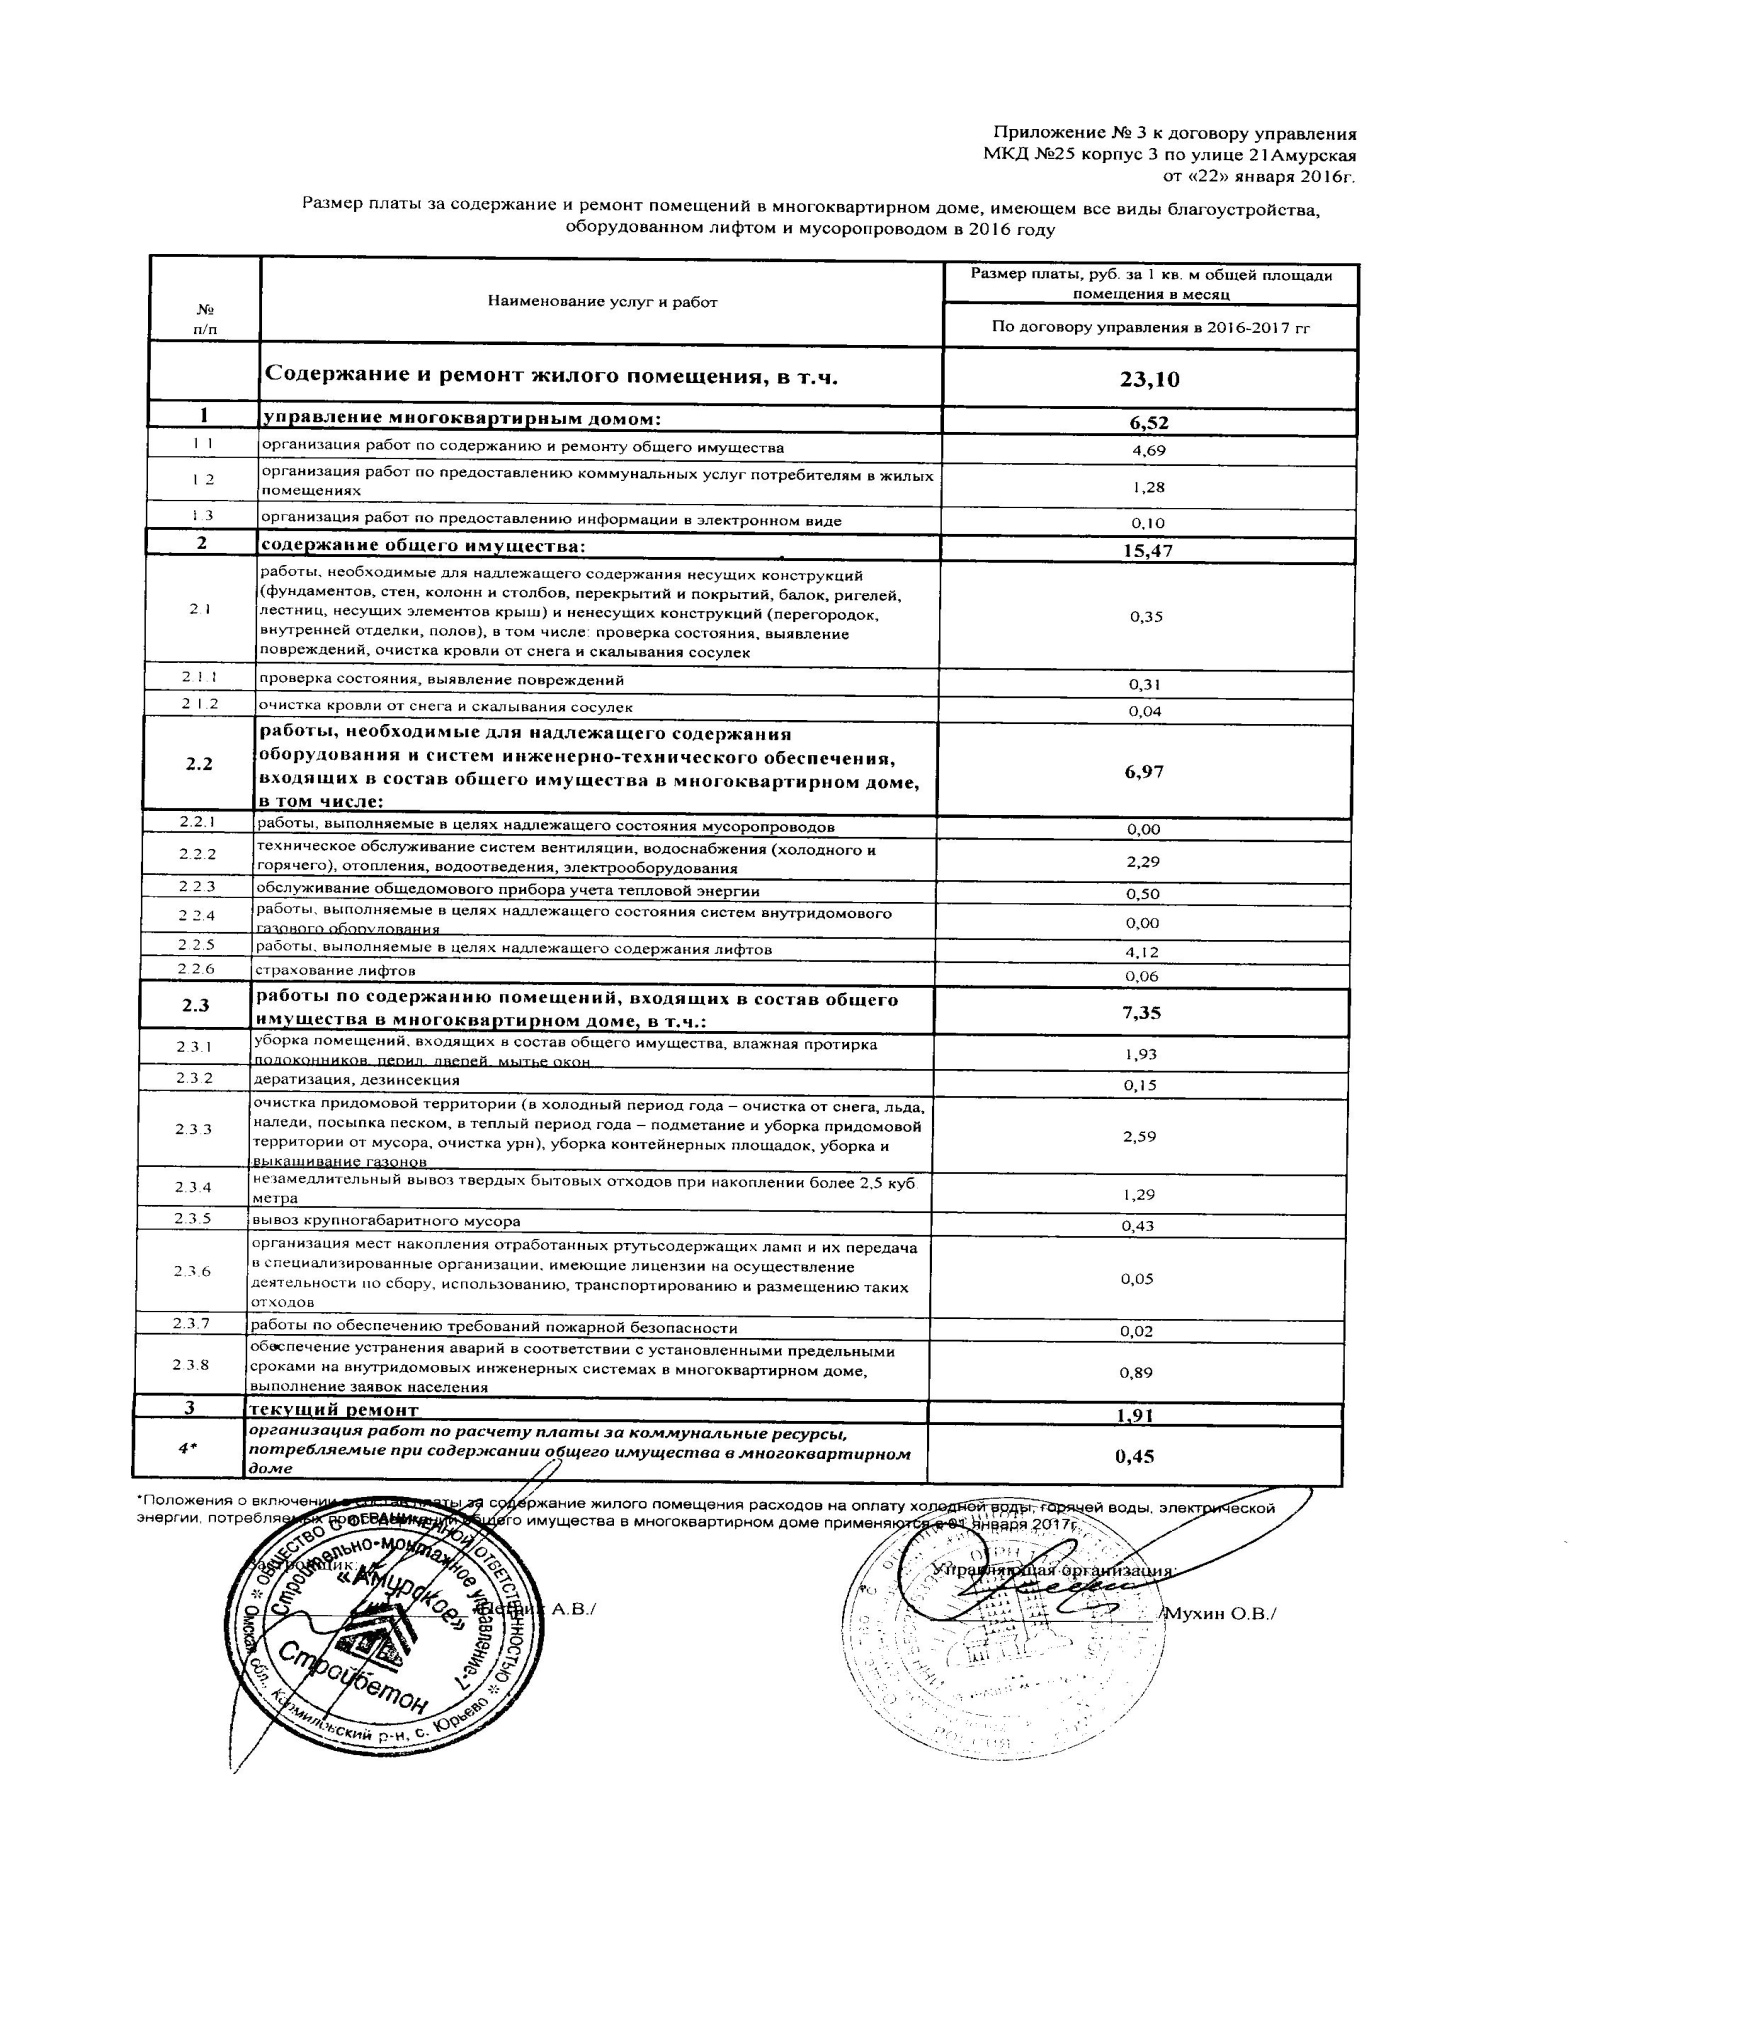 Приложение № 3 к договору управления
МКД №25 корпус 3 по улице 21Амурская
от «22» января 2016г.
Размер платы за содержание и ремонт помещений в многоквартирном доме, имеющем все виды благоустройства,
оборудованном лифтом и мусоропроводом в 2016 году
№
п/п
Наименование услуг и работ
Размер платы, руб. за 1 кв. м общей площади
помещения в месяц
По договору управления в 2016-2017 гг
Содержание и ремонт жилого помещения, в т.ч. 23,10
1 управление многоквартирным домом: 6,52
1.1 организация работ по содержанию и ремонту общего имущества 4,69
1.2 организация работ по предоставлению коммунальных услуг потребителям в жилых
помещениях 1,28
1.3 организация работ по предоставлению информации в электронном виде 0,10
2 содержание общего имущества: 15,47
2.1 работы, необходимые для надлежащего содержания несущих конструкций
(фундаментов, стен, колонн и столбов, перекрытий и покрытий, балок, ригелей,
лестниц, несущих элементов крыш) и ненесущих конструкций (перегородок,
внутренней отделки, полов), в том числе: проверка состояния, выявление
повреждений, очистка кровли от снега и скалывания сосулек 0,35
2.1.1 проверка состояния, выявление повреждений 0,31
2.1.2 очистка кровли от снега и скалывания сосулек 0,04
2.2 работы, необходимые для надлежащего содержания
оборудования и систем инженерно-технического обеспечения,
входящих в состав общего имущества в многоквартирном доме,
в том числе: 6,97
2.2.1 работы, выполняемые в целях надлежащего состояния мусоропроводов 0,00
2.2.2 техническое обслуживание систем вентиляции, водоснабжения (холодного и
горячего), отопления, водоотведения, электрооборудования 2,29
2.2.3 обслуживание общедомового прибора учета тепловой энергии 0,50
2.2.4 работы, выполняемые в целях надлежащего состояния систем внутридомового
газового оборудования 0,00
2.2.5 работы, выполняемые в целях надлежащего содержания лифтов 4,12
2.2.6 страхование лифтов 0,06
2.3 работы по содержанию помещений, входящих в состав общего
имущества в многоквартирном доме, в т.ч.: 7,35
2.3.1 уборка помещений, входящих в состав общего имущества, влажная протирка
подоконников, перил, дверей, мытье окон 1,93
2.3.2 дератизация, дезинсекция 0,15
2.3.3 очистка придомовой территории (в холодный период года – очистка от снега, льда,
наледи, посыпка песком, в теплый период года – подметание и уборка придомовой
территории от мусора, очистка урн), уборка контейнерных площадок, уборка и
выкашивание газонов 2,59
2.3.4 незамедлительный вывоз твердых бытовых отходов при накоплении более 2,5 куб.
метра 1,29
2.3.5 вывоз крупногабаритного мусора 0,43
2.3.6 организация мест накопления отработанных ртутьсодержащих ламп и их передача
в специализированные организации, имеющие лицензии на осуществление
деятельности по сбору, использованию, транспортированию и размещению таких
отходов 0,05
2.3.7 работы по обеспечению требований пожарной безопасности 0,02
2.3.8 обеспечение устранения аварий в соответствии с установленными предельными
сроками на внутридомовых инженерных системах в многоквартирном доме,
выполнение заявок населения 0,89
3 текущий ремонт 1,91
4* организация работ по расчету платы за коммунальные ресурсы,
потребляемые при содержании общего имущества в многоквартирном
доме 0,45
*Положения о включении в состав платы за содержание жилого помещения расходов на оплату холодной воды, горячей воды, электрической
энергии, потребляемых при содержании общего имущества в многоквартирном доме применяются с 01 января 2017г
Застройщик: Управляющая организация:
А.В./ /Мухин О.В./
ОБЩЕСТВО С ОГРАНИЧЕННОЙ ОТВЕТСТВЕННОСТЬЮ
Строительно-монтажное управление-7
«Амурское»
Стройбетон
Омская обл., Кормиловский р-н, с. Юрьево
ОГРН
РОССИЯ